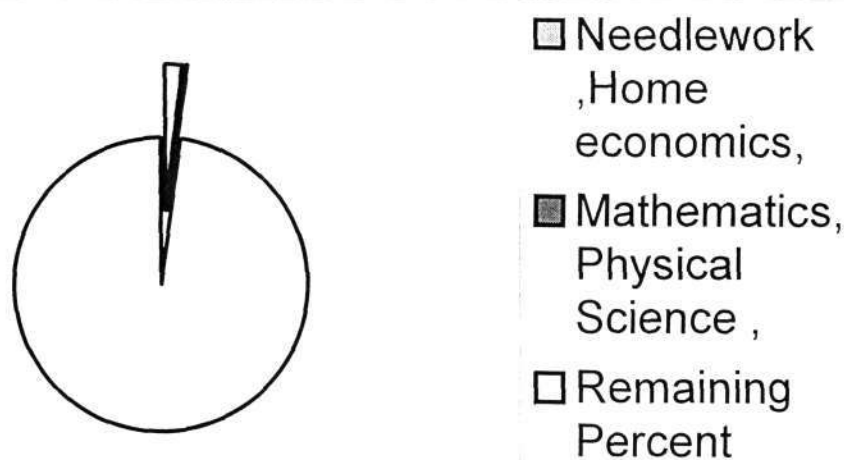 Needlework
,Home
economics,
Mathematics,
Physical
Science ,
Remaining
Percent